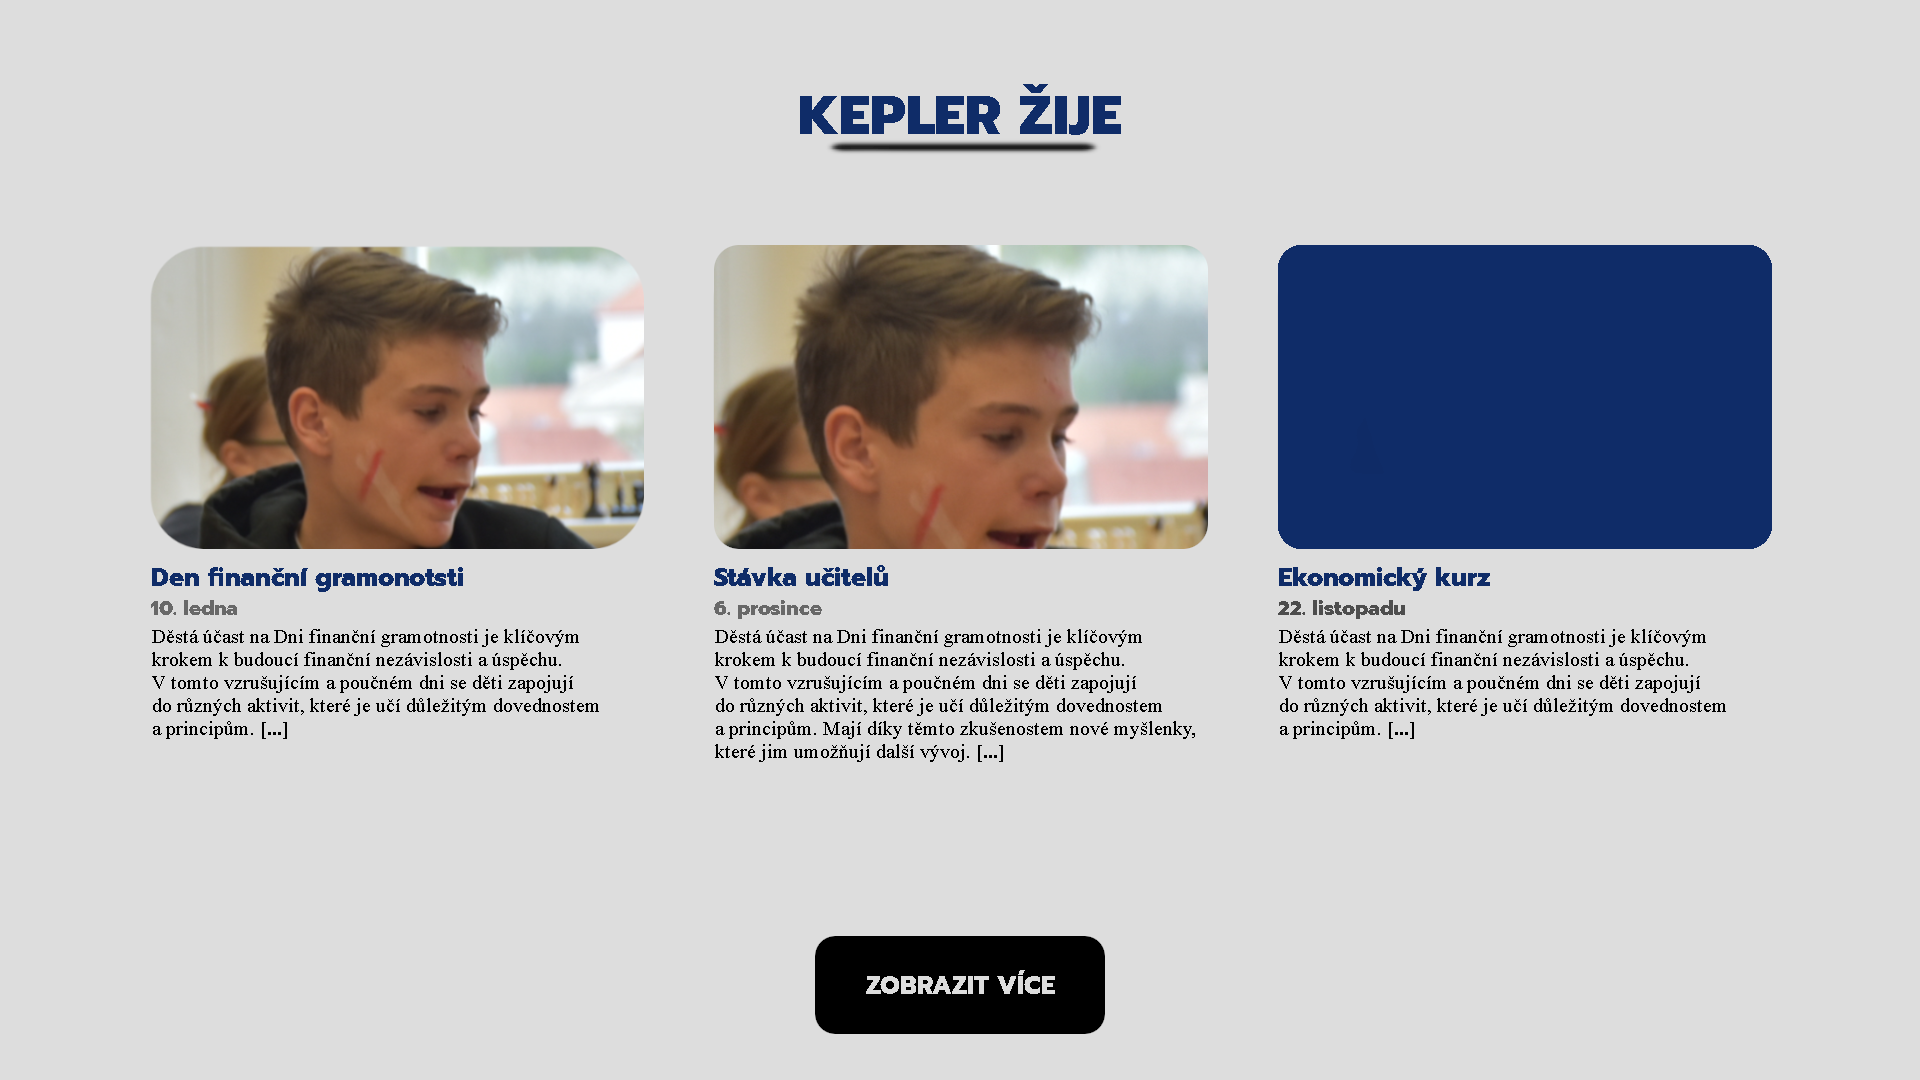 KEPLER ŽIJE
Den finanční gramonotsti
10. ledna
Děstá účast na Dni finanční gramotnosti je klíčovým
krokem k budoucí finanční nezávislosti a úspěchu.
V tomto vzrušujícím a poučném dni se děti zapojují
do různých aktivit, které je učí důležitým dovednostem
a principům. [...]
Stávka učitelů
6. prosince
Děstá účast na Dni finanční gramotnosti je klíčovým
krokem k budoucí finanční nezávislosti a úspěchu.
V tomto vzrušujícím a poučném dni se děti zapojují
do různých aktivit, které je učí důležitým dovednostem
a principům. Mají díky těmto zkušenostem nové myšlenky,
které jim umožňují další vývoj. [...]
Ekonomický kurz
22. listopadu
Děstá účast na Dni finanční gramotnosti je klíčovým
krokem k budoucí finanční nezávislosti a úspěchu.
V tomto vzrušujícím a poučném dni se děti zapojují
do různých aktivit, které je učí důležitým dovednostem
a principům. [...]
ZOBRAZIT VÍCE